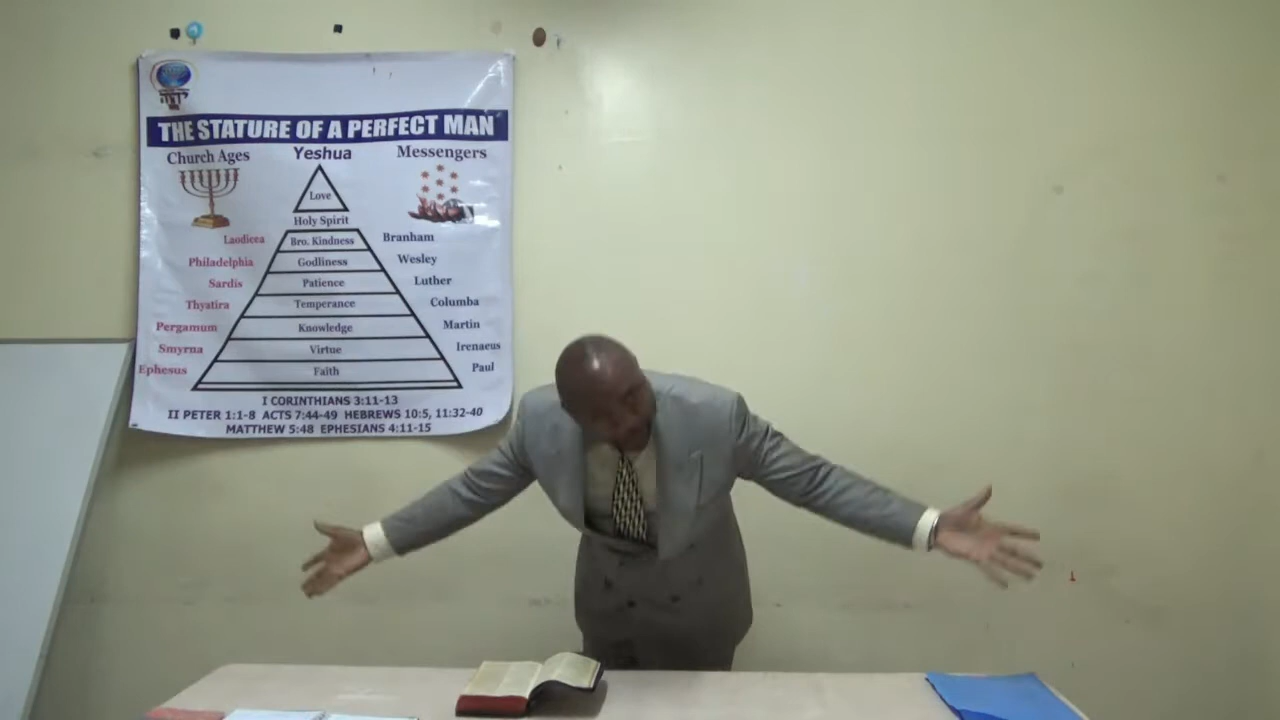 יהוה
THE STATURE OF A PERFECT MAN
Church Ages Yeshua Messengers
Love
Holy Spirit
Laodicea Bro. Kindness Branham
Philadelphia Godliness Wesley
Sardis Patience Luther
Thyatira Temperance Columba
Pergamum Knowledge Martin
Smyrna Virtue Irenaeus
Ephesus Faith Paul
I CORINTHIANS 3:11-13
II PETER 1:1-8 ACTS 7:44-49 HEBREWS 10:5, 11:32-40
MATTHEW 5:48 EPHESIANS 4:11-15